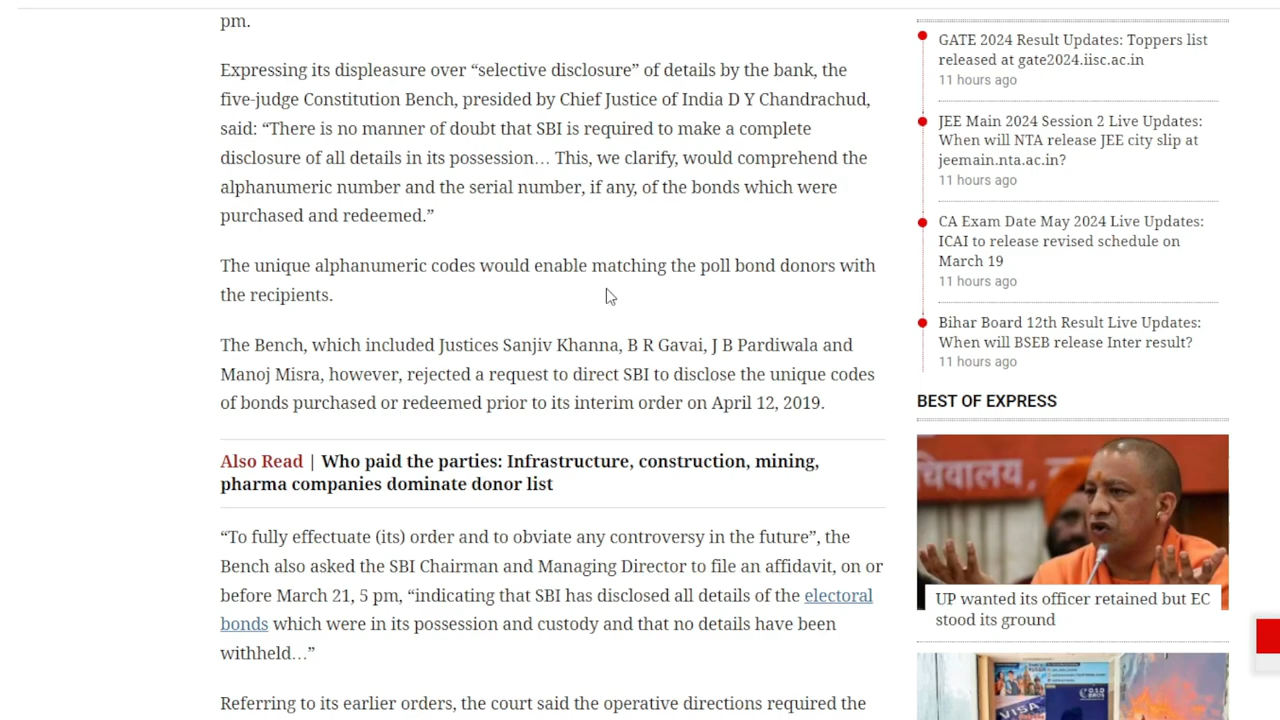 pm.
Expressing its displeasure over “selective disclosure” of details by the bank, the
five-judge Constitution Bench, presided by Chief Justice of India D Y Chandrachud,
said: “There is no manner of doubt that SBI is required to make a complete
disclosure of all details in its possession… This, we clarify, would comprehend the
alphanumeric number and the serial number, if any, of the bonds which were
purchased and redeemed.”
The unique alphanumeric codes would enable matching the poll bond donors with
the recipients.
The Bench, which included Justices Sanjiv Khanna, B R Gavai, J B Pardiwala and
Manoj Misra, however, rejected a request to direct SBI to disclose the unique codes
of bonds purchased or redeemed prior to its interim order on April 12, 2019.
Also Read | Who paid the parties: Infrastructure, construction, mining,
pharma companies dominate donor list
“To fully effectuate (its) order and to obviate any controversy in the future”, the
Bench also asked the SBI Chairman and Managing Director to file an affidavit, on or
before March 21, 5 pm, “indicating that SBI has disclosed all details of the electoral
bonds which were in its possession and custody and that no details have been
withheld…”
Referring to its earlier orders, the court said the operative directions required the
GATE 2024 Result Updates: Toppers list
released at gate2024.iisc.ac.in
11 hours ago
JEE Main 2024 Session 2 Live Updates:
When will NTA release JEE city slip at
jeemain.nta.ac.in?
11 hours ago
CA Exam Date May 2024 Live Updates:
ICAI to release revised schedule on
March 19
11 hours ago
Bihar Board 12th Result Live Updates:
When will BSEB release Inter result?
11 hours ago
BEST OF EXPRESS
चिवालय,
UP wanted its officer retained but EC
stood its ground
VISA